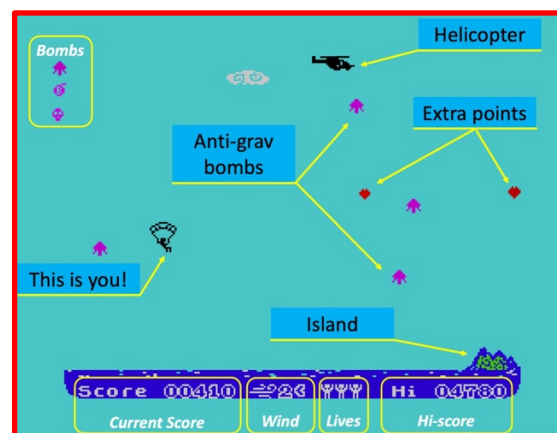 Bombs
Helicopter
Extra points
Anti-grav
bombs
This is you!
Island
Score 00410
2
Hi 04780
Current Score
Wind
Lives
Hi-score